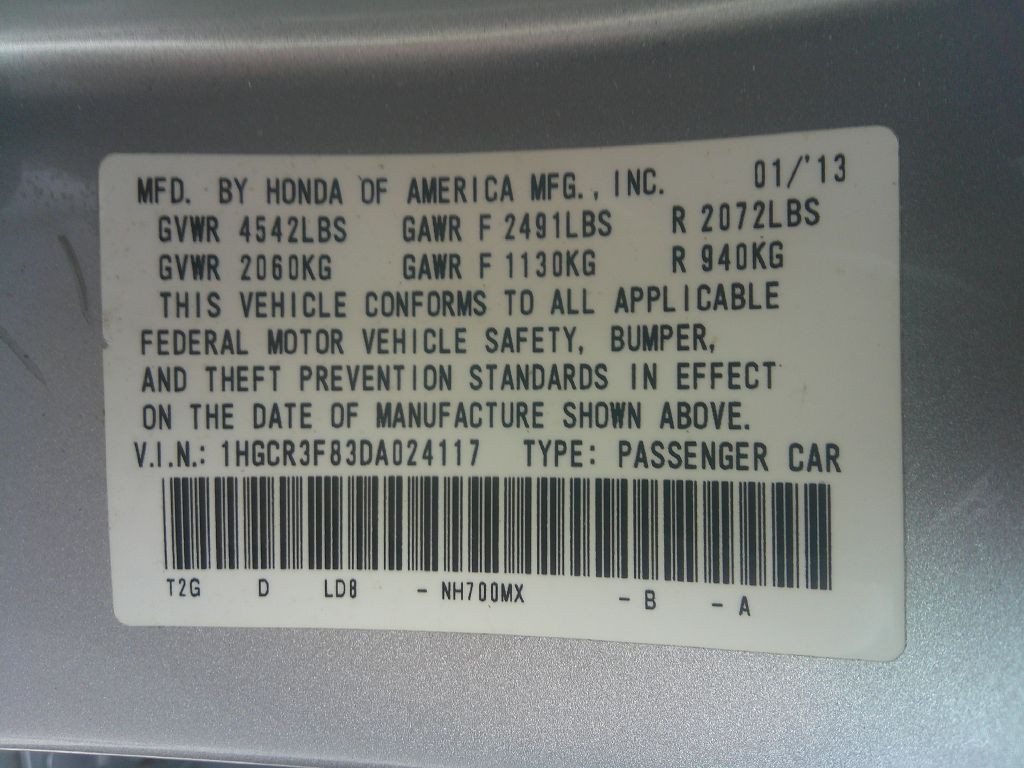 MFD. BY HONDA OF AMERICA MFG., INC. 01/'13
GVWR 4542LBS GAWR F 2491LBS R 2072LBS
GVWR 2060KG GAWR F 1130KG R 940KG
THIS VEHICLE CONFORMS TO ALL APPLICABLE
FEDERAL MOTOR VEHICLE SAFETY, BUMPER,
AND THEFT PREVENTION STANDARDS IN EFFECT
ON THE DATE OF MANUFACTURE SHOWN ABOVE.
V.I.N.: 1HGCR3F83DA024117 TYPE: PASSENGER CAR
T2G D LD8 - NH700MX - B - A